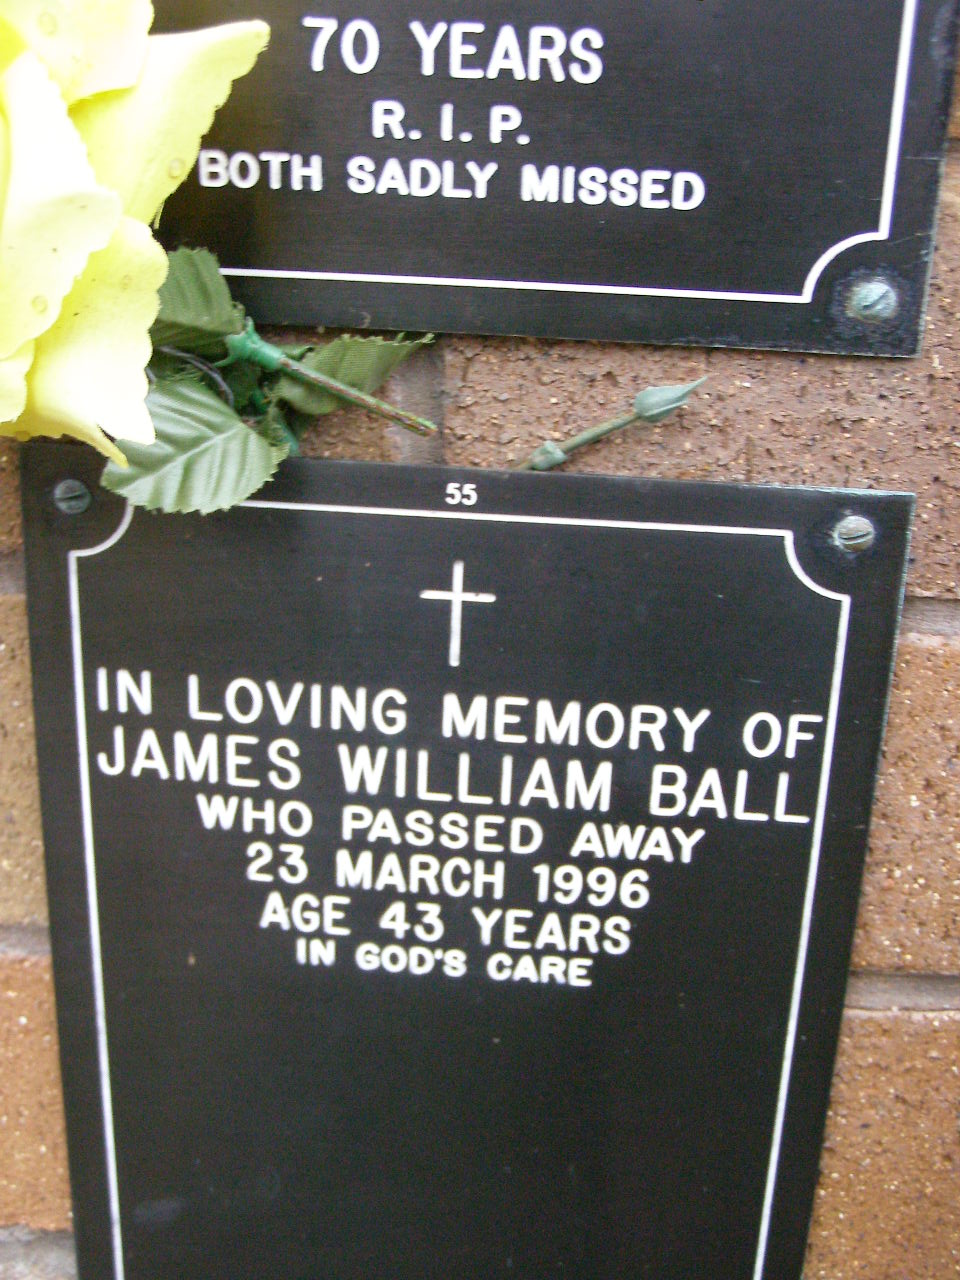 70 YEARS
R. I. P.
BOTH SADLY MISSED
55
IN LOVING MEMORY OF
JAMES WILLIAM BALL
WHO PASSED AWAY
23 MARCH 1996
AGE 43 YEARS
IN GOD'S CARE